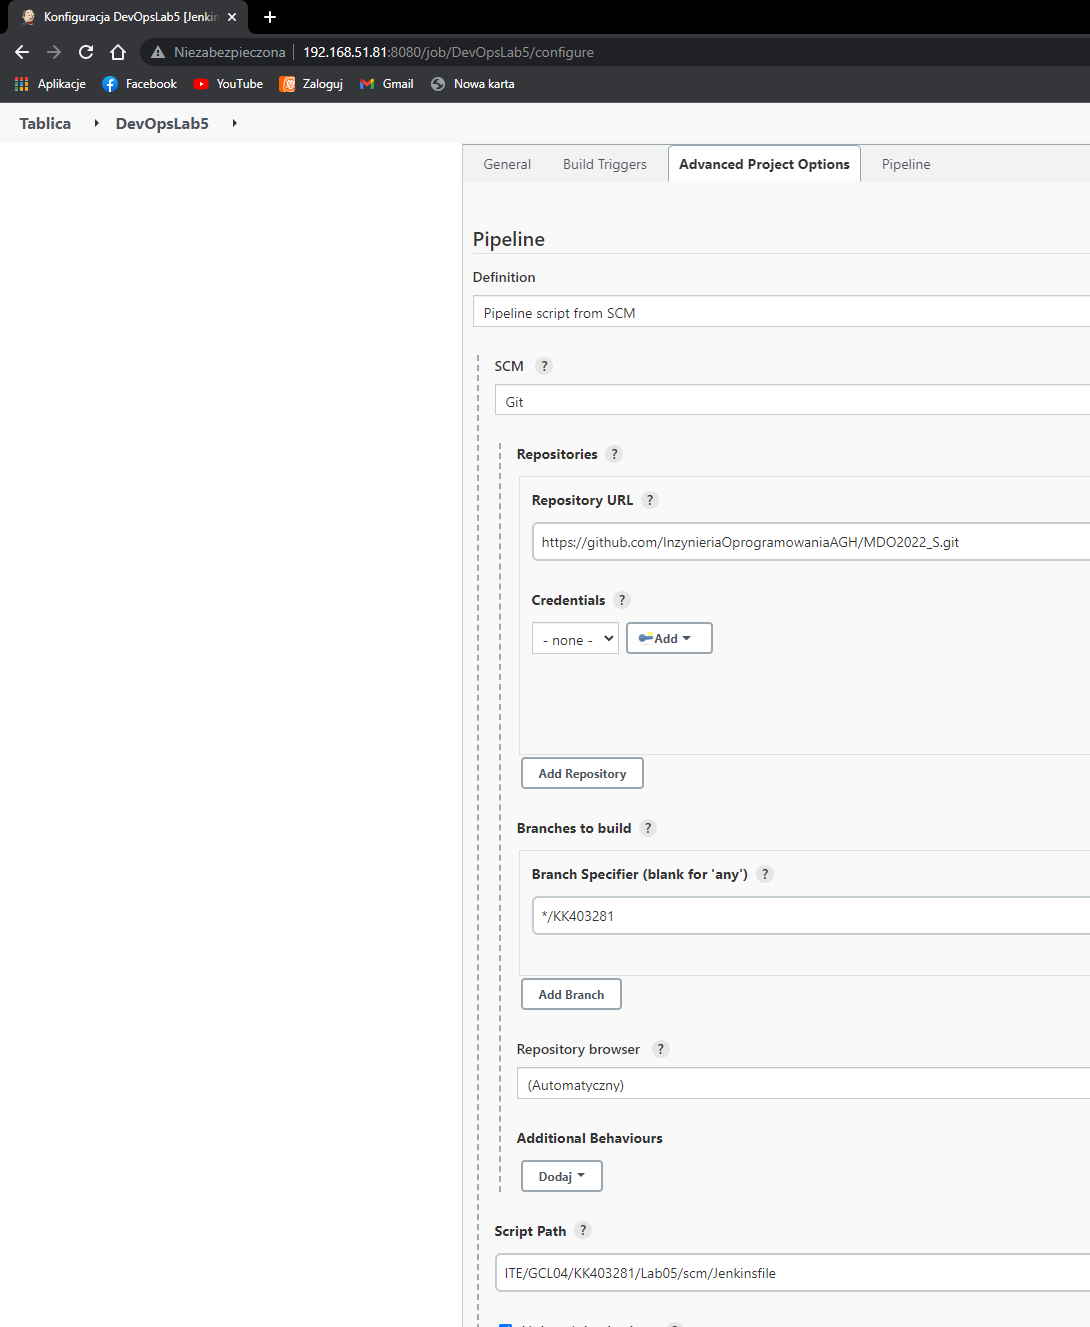 Konfiguracja DevOpsLab5 [Jenkin
Niezabezpieczona 192.168.51.81:8080/job/DevOpsLab5/configure
Aplikacje Facebook YouTube Zaloguj Gmail Nowa karta
Tablica DevOpsLab5
General Build Triggers Advanced Project Options Pipeline
Pipeline
Definition
Pipeline script from SCM
SCM ?
Git
Repositories ?
Repository URL ?
https://github.com/InzynieriaOprogramowaniaAGH/MDO2022_S.git
Credentials ?
- none - Add
Add Repository
Branches to build ?
Branch Specifier (blank for 'any') ?
*/KK403281
Add Branch
Repository browser ?
(Automatyczny)
Additional Behaviours
Dodaj
Script Path ?
ITE/GCL04/KK403281/Lab05/scm/Jenkinsfile